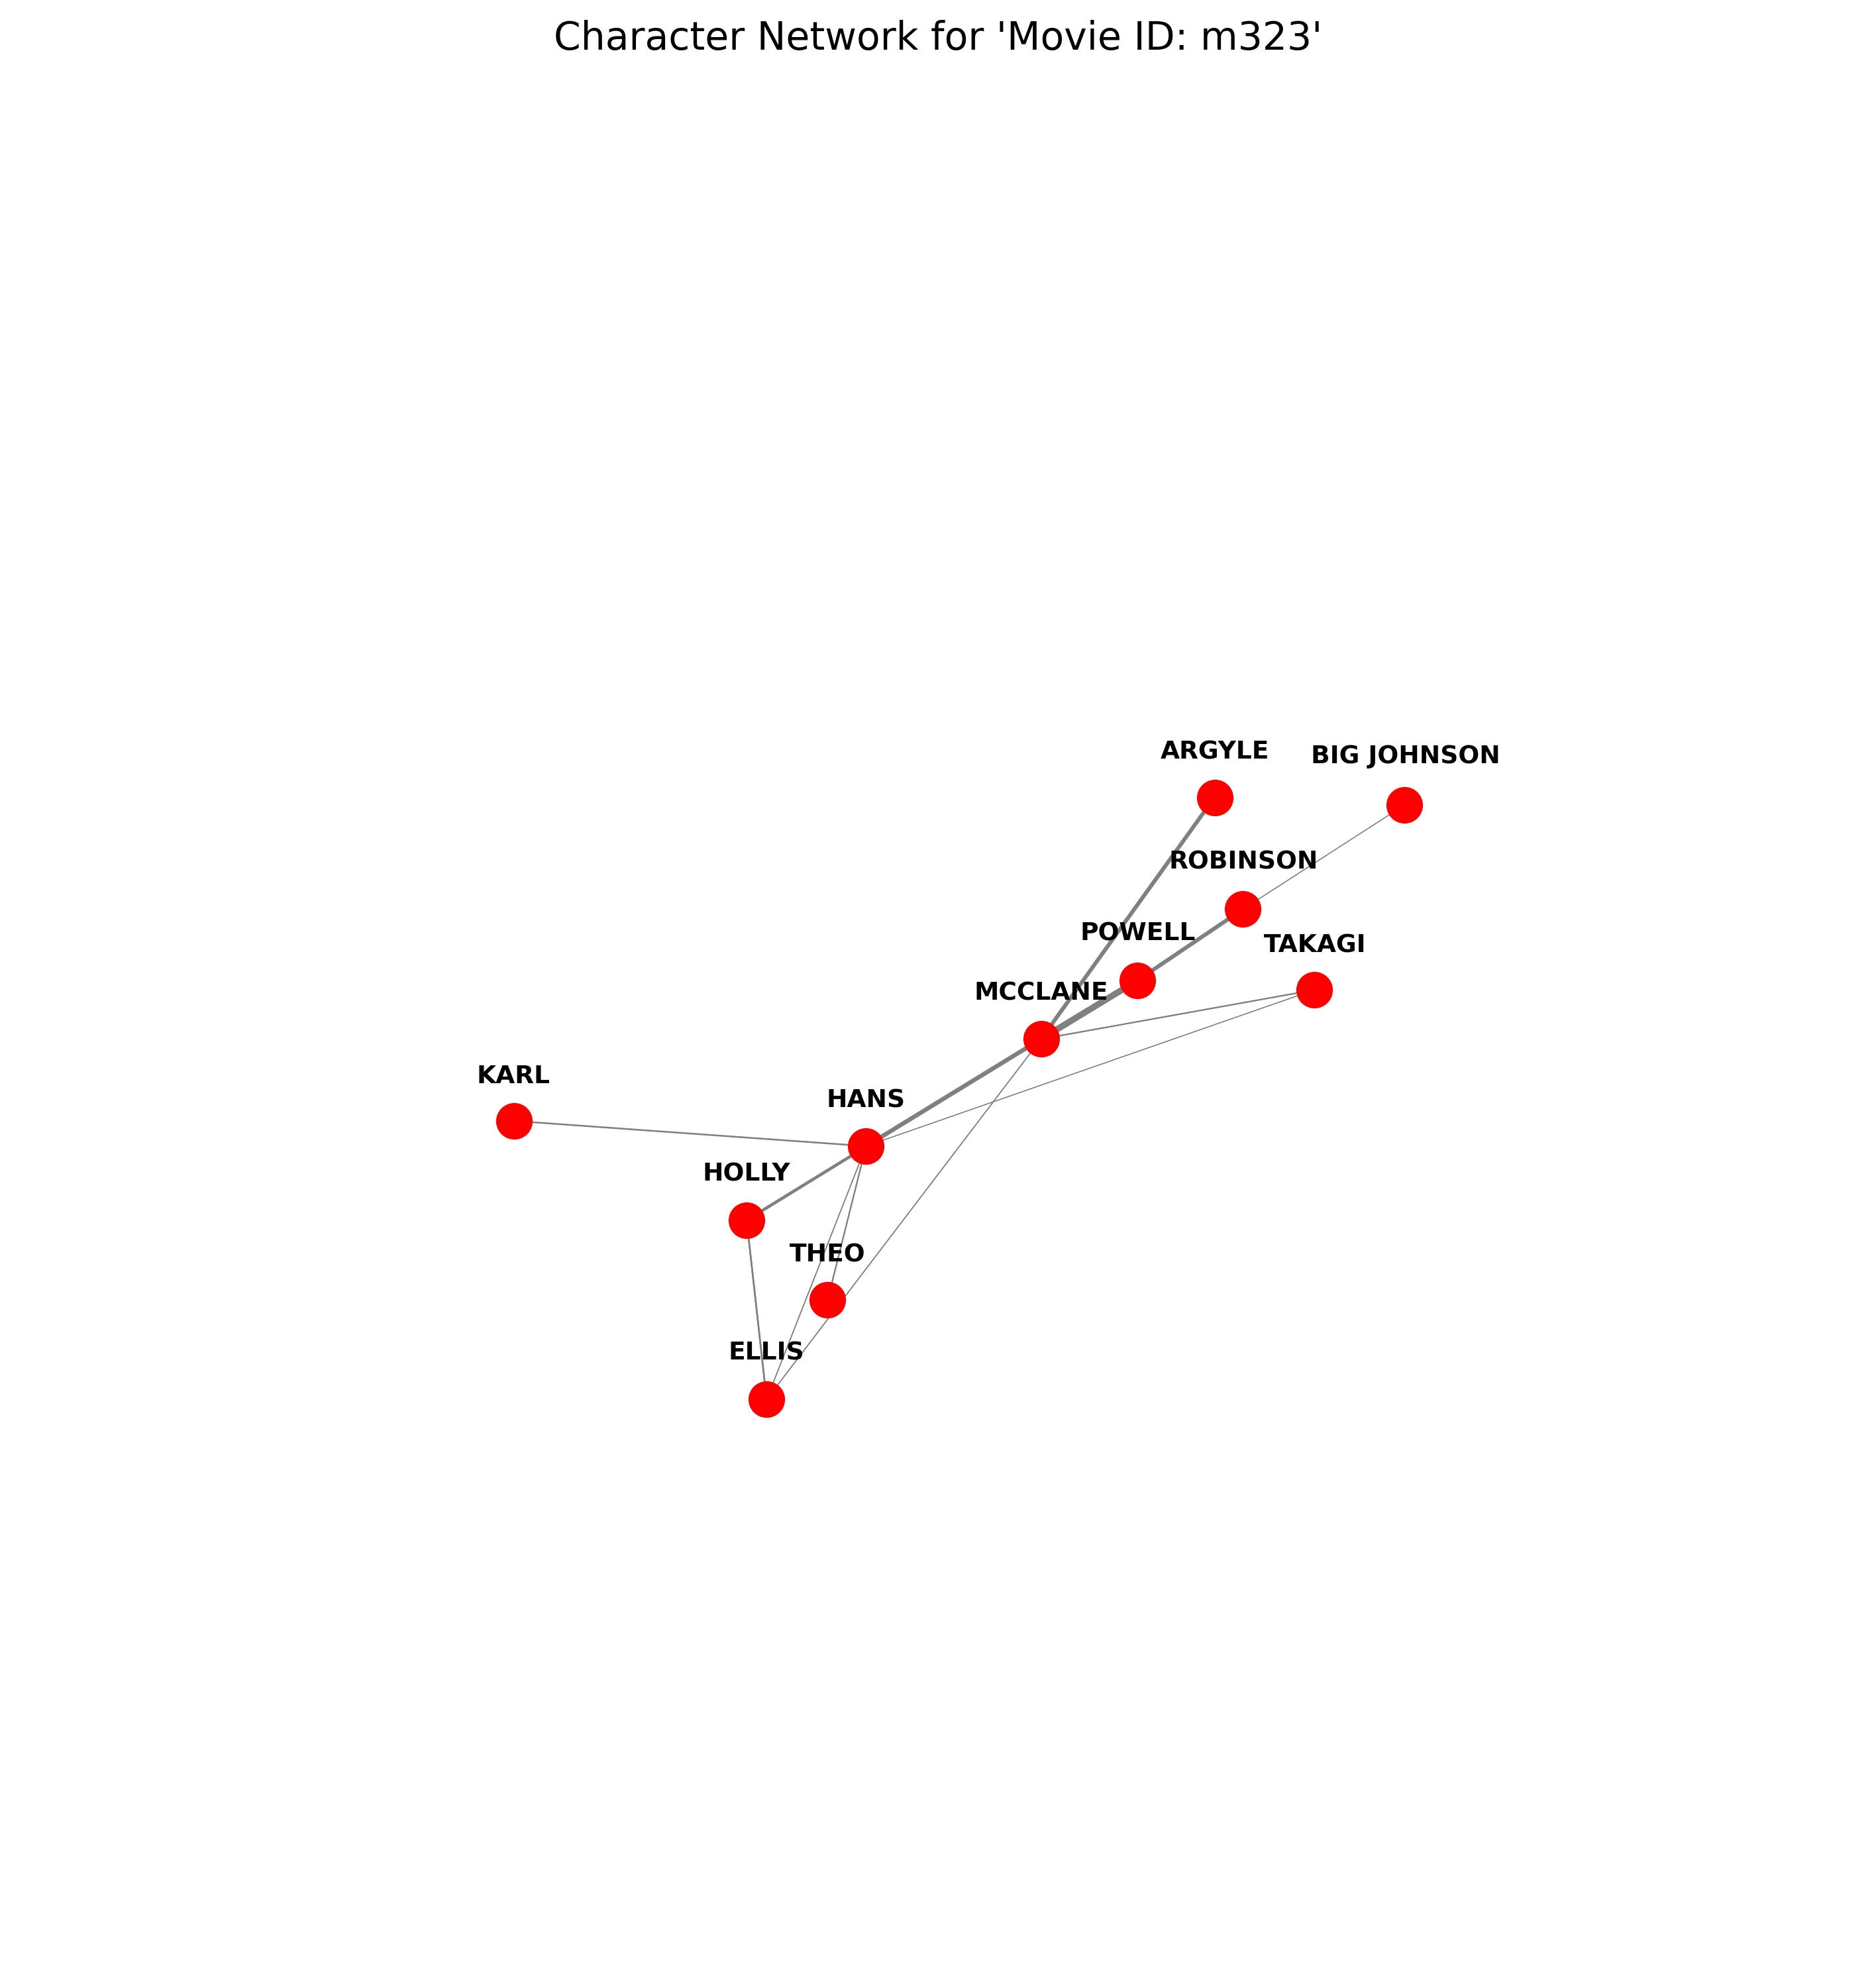 Character Network for 'Movie ID: m323'
ARGYLE
BIG JOHNSON
ROBINSON
POWELL
TAKAGI
MCCLANE
KARL
HANS
HOLLY
THEO
ELLIS